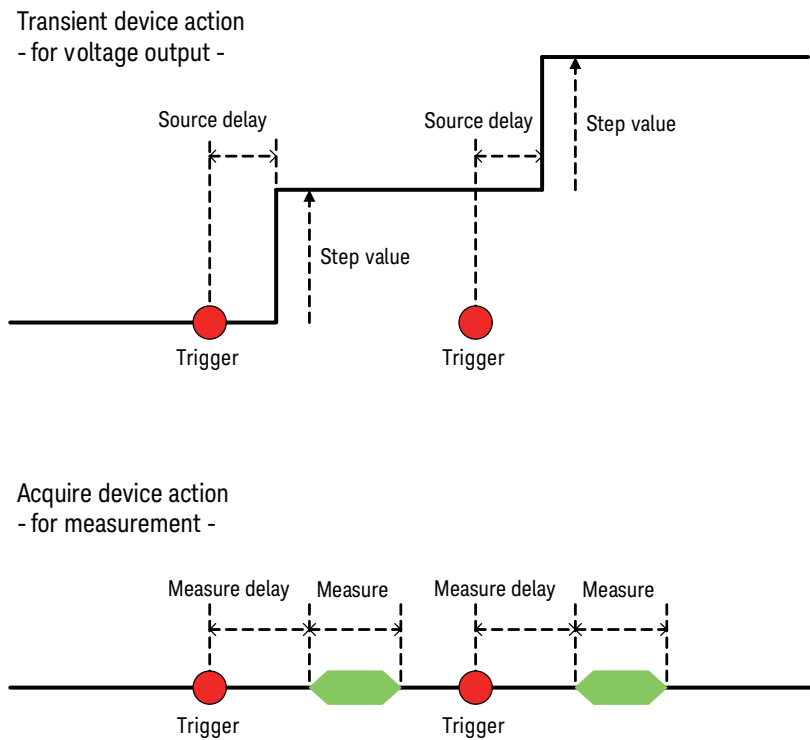 Transient device action
- for voltage output -
Source delay
Source delay
Step value
Step value
Trigger
Trigger
Acquire device action
- for measurement -
Measure delay
Measure
Measure delay
Measure
Trigger
Trigger